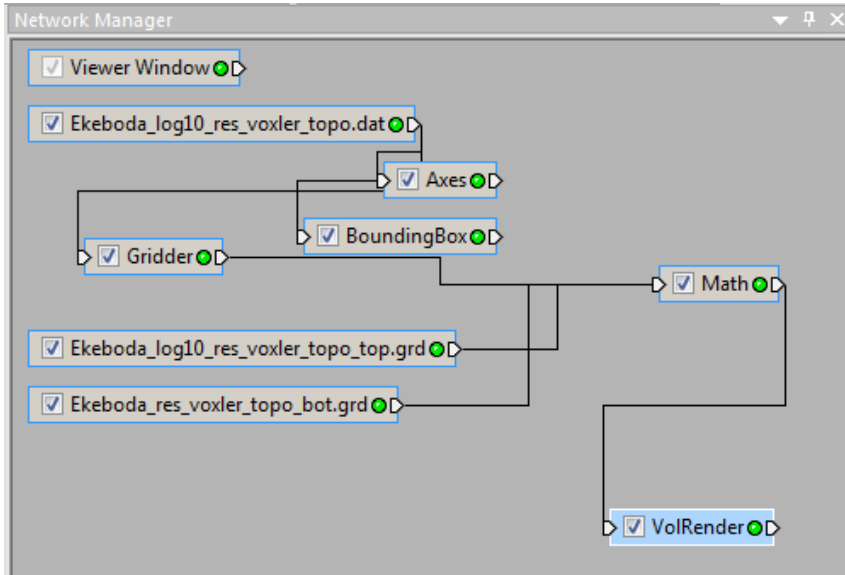 Network Manager
Viewer Window
Ekeboda_log10_res_voxler_topo.dat
Axes
BoundingBox
Gridder
Math
Ekeboda_log10_res_voxler_topo_top.grd
Ekeboda_res_voxler_topo_bot.grd
VolRender